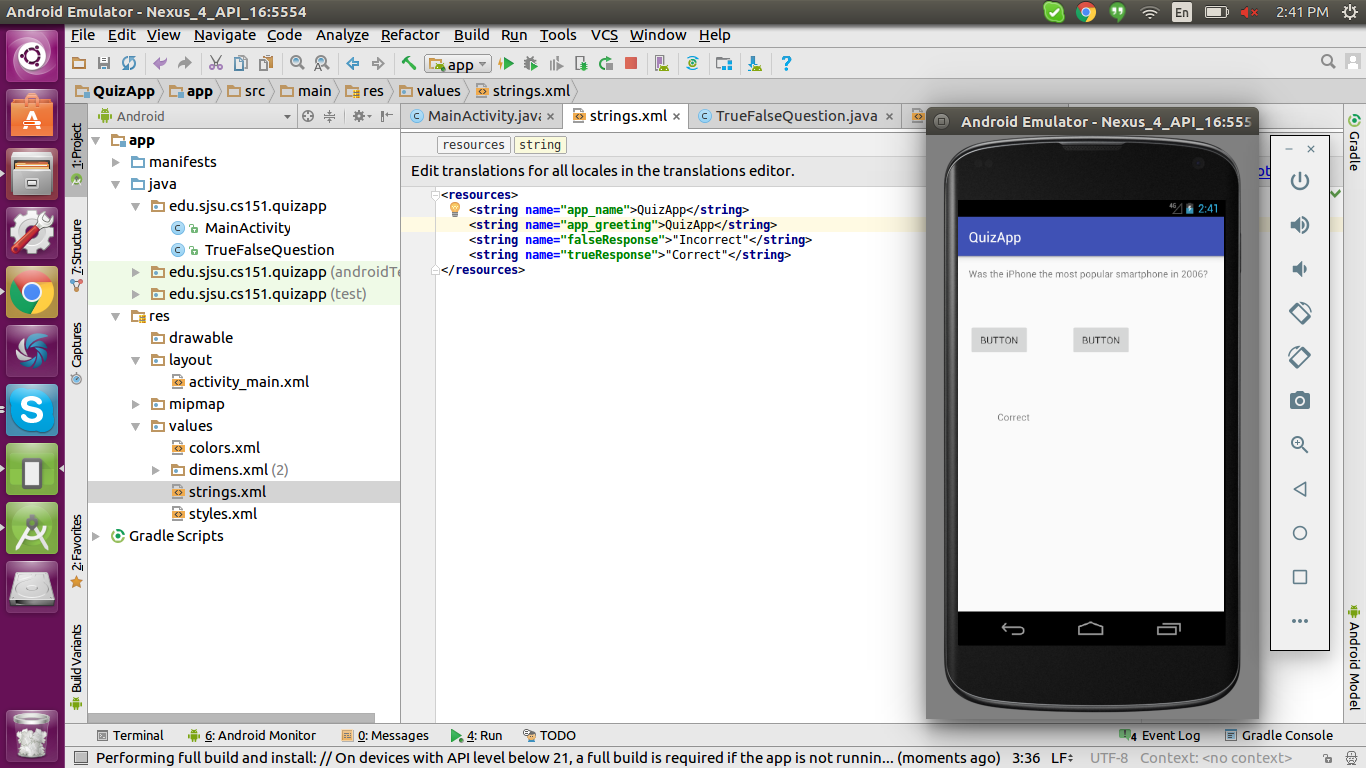 Android Emulator - Nexus_4_API_16:5554
En
2:41 PM
File Edit View Navigate Code Analyze Refactor Build Run Tools VCS Window Help
app
QuizApp app src main res values strings.xml
1: Project
7: Structure
Captures
2: Favorites
Build Variants
Android
app
manifests
java
edu.sjsu.cs151.quizapp
MainActivity
TrueFalseQuestion
edu.sjsu.cs151.quizapp (androidTe
edu.sjsu.cs151.quizapp (test)
res
drawable
layout
activity_main.xml
mipmap
values
colors.xml
dimens.xml (2)
strings.xml
styles.xml
Gradle Scripts
MainActivity.java strings.xml TrueFalseQuestion.java
resources string
Edit translations for all locales in the translations editor.
<resources>
<string name="app_name">QuizApp</string>
<string name="app_greeting">QuizApp</string>
<string name="falseResponse">"Incorrect"</string>
<string name="trueResponse">"Correct"</string>
</resources>
Android Emulator - Nexus_4_API_16:555
4G 2:41
QuizApp
Was the iPhone the most popular smartphone in 2006?
BUTTON BUTTON
Correct
Gradle
Android Model
Terminal 6: Android Monitor 0: Messages 4: Run TODO 4 Event Log Gradle Console
Performing full build and install: // On devices with API level below 21, a full build is required if the app is not runnin... (moments ago) 3:36 LF UTF-8 Context: <no context>